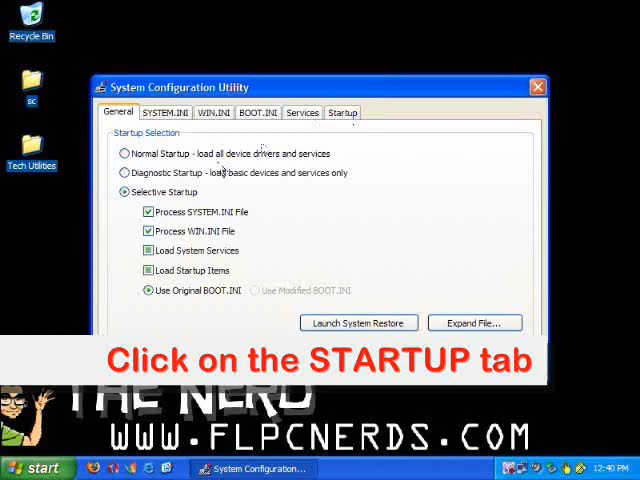 Recycle Bin
sc
Tech Utilities
System Configuration Utility
General SYSTEM.INI WIN.INI BOOT.INI Services Startup
Startup Selection
Normal Startup - load all device drivers and services
Diagnostic Startup - load basic devices and services only
Selective Startup
Process SYSTEM.INI File
Process WIN.INI File
Load System Services
Load Startup Items
Use Original BOOT.INI Use Modified BOOT.INI
Launch System Restore Expand File...
Click on the STARTUP tab
THE NERD
WWW.FLPCNERDS.COM
start System Configuration... 12:40 PM